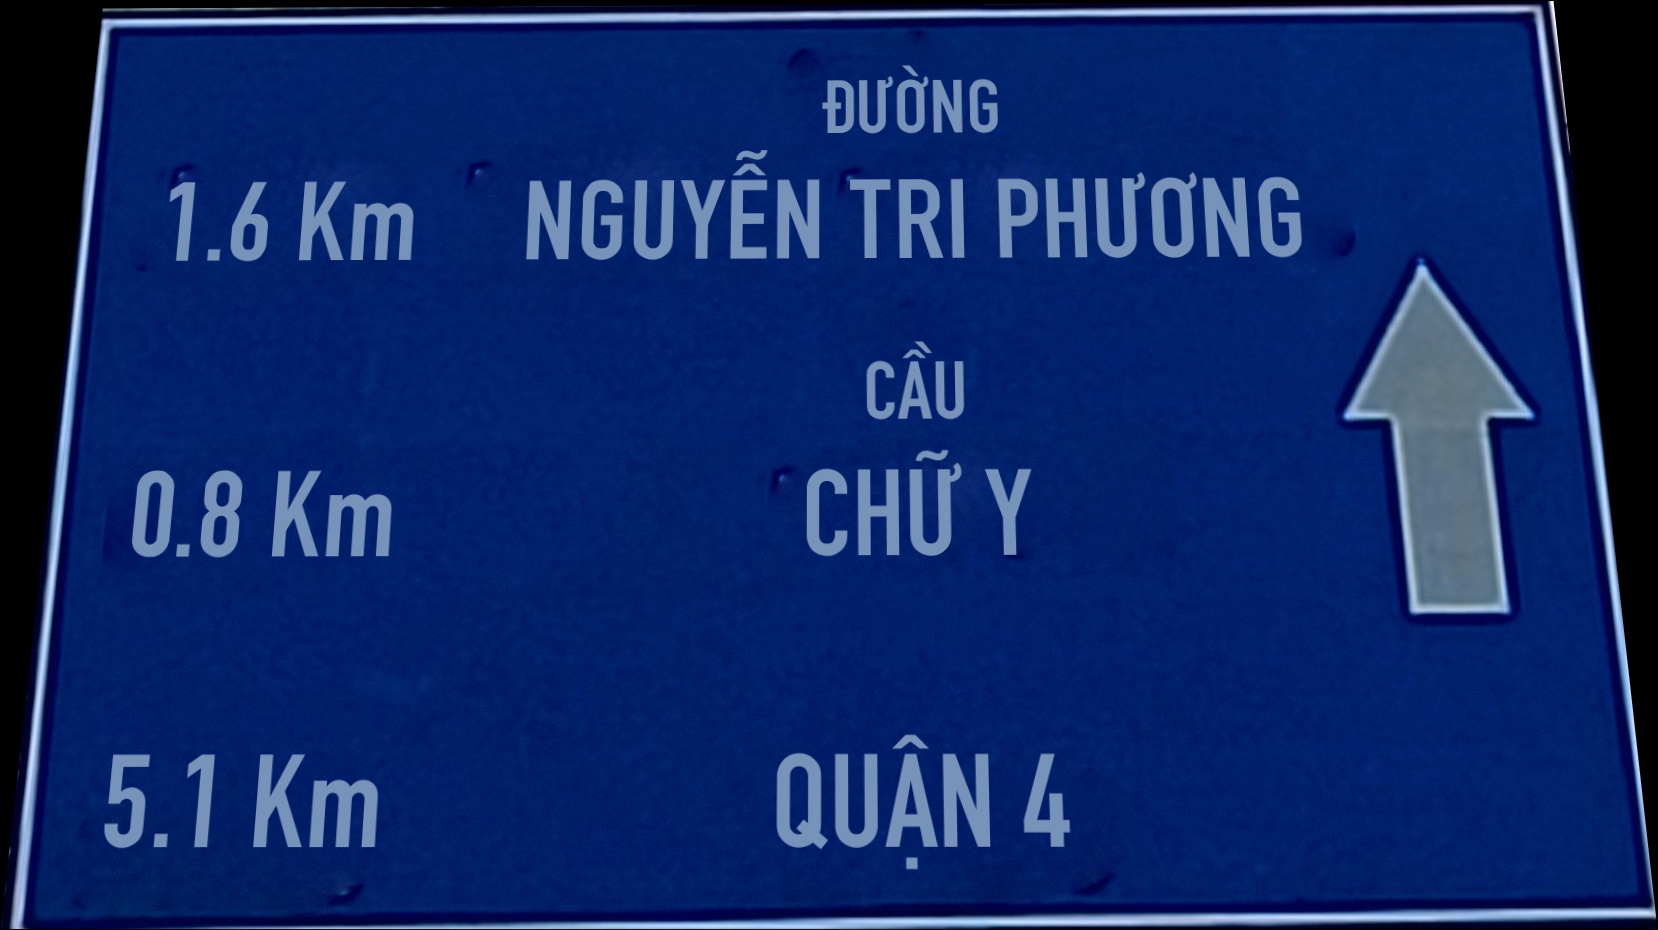 ĐƯỜNG
1.6 Km NGUYỄN TRI PHƯƠNG
CẦU
0.8 Km CHỮ Y
5.1 Km QUẬN 4